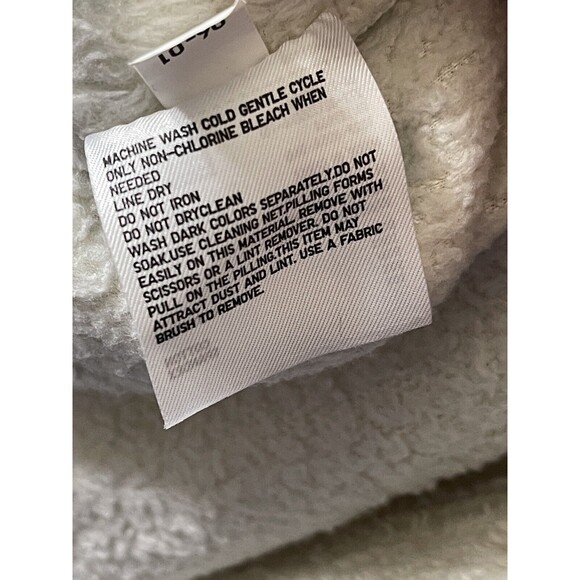 MACHINE WASH COLD GENTLE CYCLE
ONLY NON-CHLORINE BLEACH WHEN
NEEDED
LINE DRY
DO NOT IRON
DO NOT DRYCLEAN
WASH DARK COLORS SEPARATELY.DO NOT
SOAK.USE CLEANING NET.PILLING FORMS
EASILY ON THIS MATERIAL. REMOVE WITH
SCISSORS OR A LINT REMOVER. DO NOT
PULL ON THE PILLING.THIS ITEM MAY
ATTRACT DUST AND LINT. USE A FABRIC
BRUSH TO REMOVE.